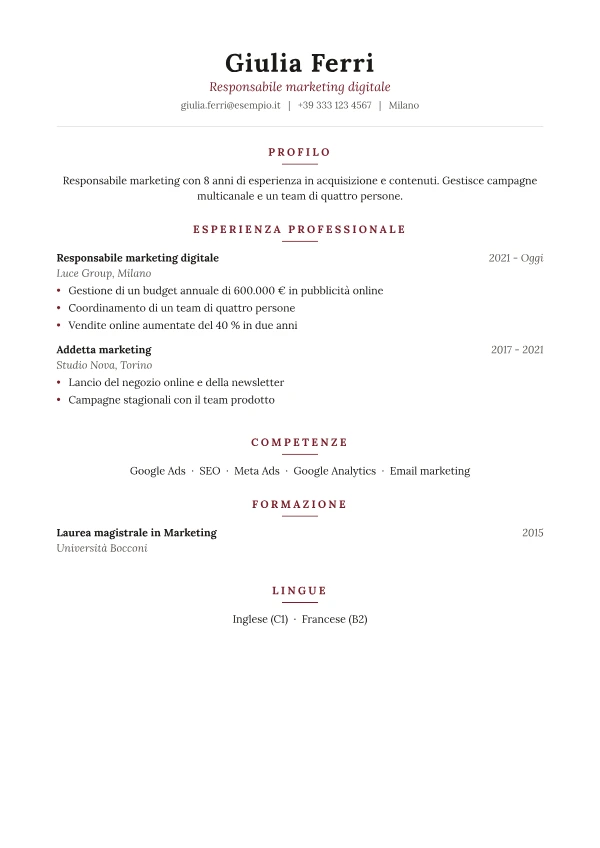 Giulia Ferri
Responsabile marketing digitale
giulia.ferri@esempio.it | +39 333 123 4567 | Milano
PROFILO
Responsabile marketing con 8 anni di esperienza in acquisizione e contenuti. Gestisce campagne
multicanale e un team di quattro persone.
ESPERIENZA PROFESSIONALE
Responsabile marketing digitale 2021 - Oggi
Luce Group, Milano
• Gestione di un budget annuale di 600.000 € in pubblicità online
• Coordinamento di un team di quattro persone
• Vendite online aumentate del 40 % in due anni
Addetta marketing 2017 - 2021
Studio Nova, Torino
• Lancio del negozio online e della newsletter
• Campagne stagionali con il team prodotto
COMPETENZE
Google Ads · SEO · Meta Ads · Google Analytics · Email marketing
FORMAZIONE
Laurea magistrale in Marketing 2015
Università Bocconi
LINGUE
Inglese (C1) · Francese (B2)